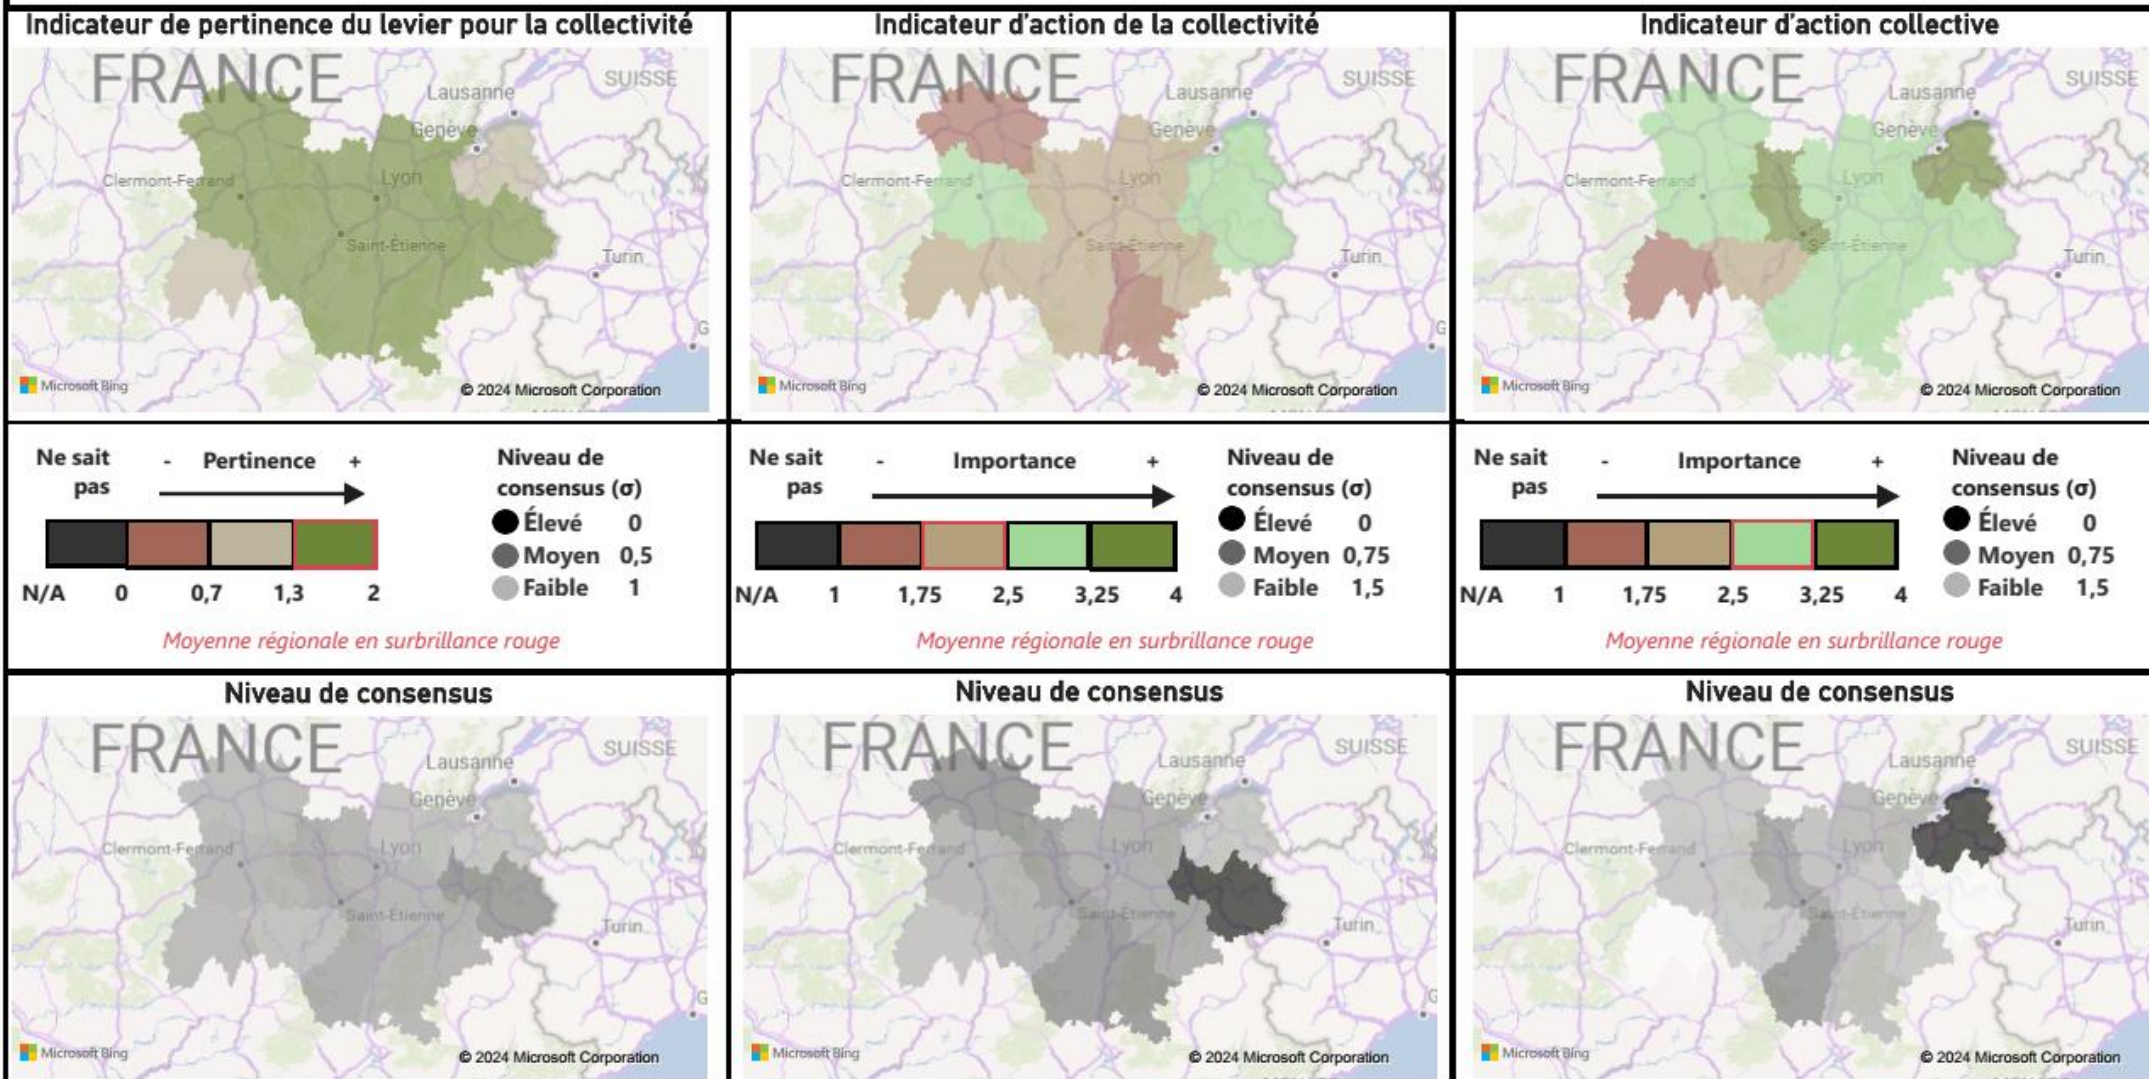 Indicateur de pertinence du levier pour la collectivité
FRANCE
SUISSE
Lausanne
Genève
Clermont-Ferrand
Lyon
Saint-Étienne
Turin
G
Microsoft Bing
© 2024 Microsoft Corporation
Indicateur d'action de la collectivité
FRANCE
SUISSE
Lausanne
Genève
Clermont-Ferrand
Lyon
Saint-Étienne
Turin
G
Microsoft Bing
© 2024 Microsoft Corporation
Indicateur d'action collective
FRANCE
SUISSE
Lausanne
Genève
Clermont-Ferrand
Lyon
Saint-Étienne
Turin
Microsoft Bing
© 2024 Microsoft Corporation
Ne sait pas
- Pertinence +
Niveau de
consensus (σ)
Élevé 0
Moyen 0,5
Faible 1
N/A 0 0,7 1,3 2
Moyenne régionale en surbrillance rouge
Ne sait pas
- Importance +
Niveau de
consensus (σ)
Élevé 0
Moyen 0,75
Faible 1,5
N/A 1 1,75 2,5 3,25 4
Moyenne régionale en surbrillance rouge
Ne sait pas
- Importance +
Niveau de
consensus (σ)
Élevé 0
Moyen 0,75
Faible 1,5
N/A 1 1,75 2,5 3,25 4
Moyenne régionale en surbrillance rouge
Niveau de consensus
FRANCE
SUISSE
Lausanne
Genève
Clermont-Ferrand
Lyon
Saint-Étienne
Turin
G
Microsoft Bing
© 2024 Microsoft Corporation
Niveau de consensus
FRANCE
SUISSE
Lausanne
Genève
Clermont-Ferrand
Lyon
Saint-Étienne
Turin
G
Microsoft Bing
© 2024 Microsoft Corporation
Niveau de consensus
FRANCE
SUISSE
Lausanne
Genève
Clermont-Ferrand
Lyon
Saint-Étienne
Turin
Microsoft Bing
© 2024 Microsoft Corporation